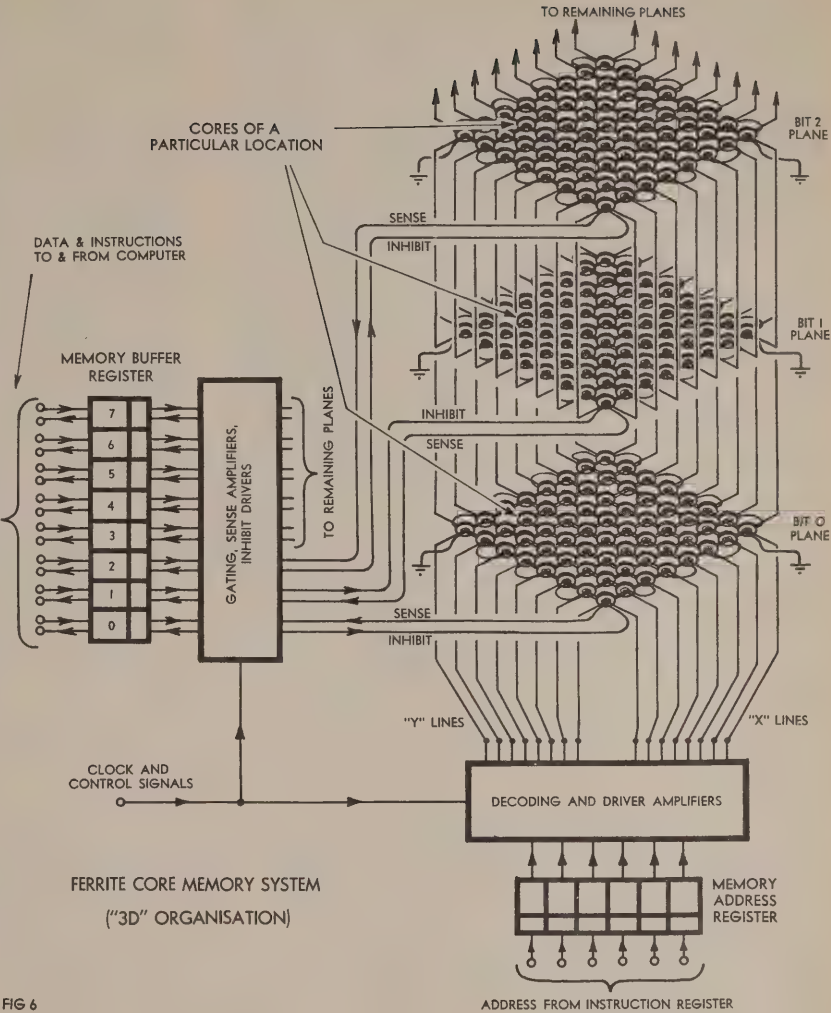 TO REMAINING PLANES
CORES OF A
PARTICULAR LOCATION
BIT 2
PLANE
SENSE
INHIBIT
DATA & INSTRUCTIONS
TO & FROM COMPUTER
BIT 1
PLANE
MEMORY BUFFER
REGISTER
INHIBIT
SENSE
7
6
5
4
3
2
1
0
GATING, SENSE AMPLIFIERS,
INHIBIT DRIVERS
TO REMAINING PLANES
BIT O
PLANE
SENSE
INHIBIT
"Y" LINES
"X" LINES
CLOCK AND
CONTROL SIGNALS
DECODING AND DRIVER AMPLIFIERS
FERRITE CORE MEMORY SYSTEM
("3D" ORGANISATION)
MEMORY
ADDRESS
REGISTER
FIG 6
ADDRESS FROM INSTRUCTION REGISTER